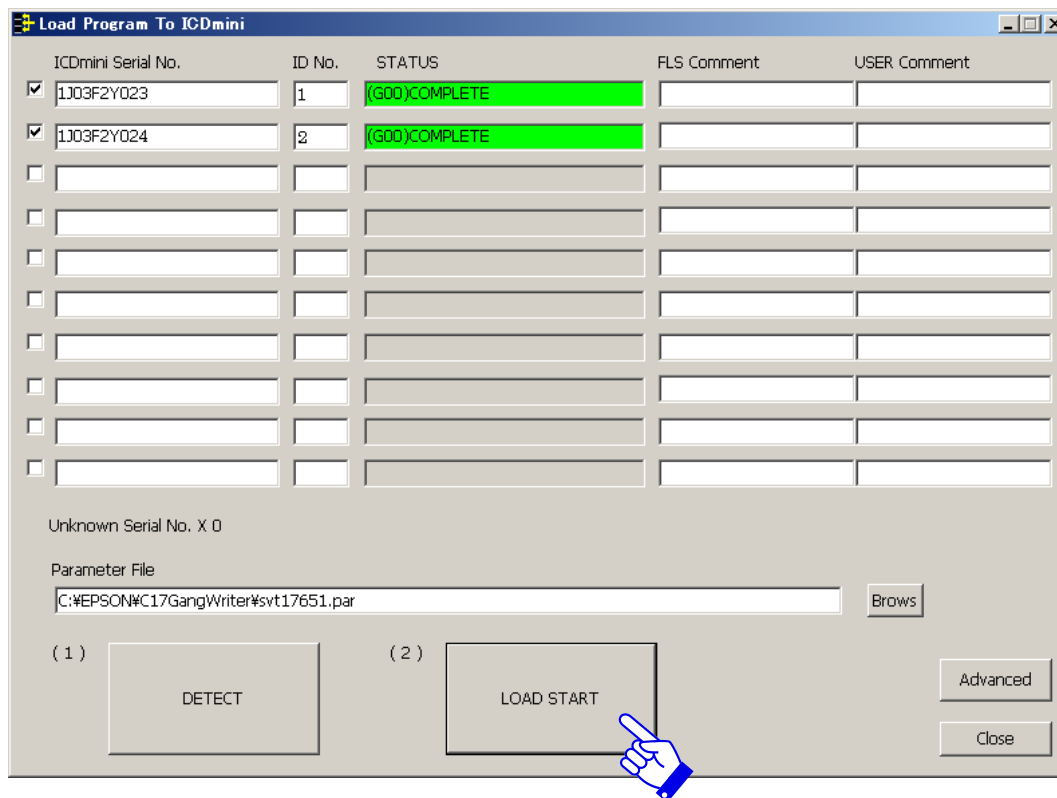 Load Program To ICDmini
ICDmini Serial No. ID No. STATUS FLS Comment USER Comment
1J03F2Y023 1 (G00)COMPLETE
1J03F2Y024 2 (G00)COMPLETE
Unknown Serial No. X 0
Parameter File
C:¥EPSON¥C17GangWriter¥svt17651.par Brows
(1) DETECT (2) LOAD START Advanced
Close